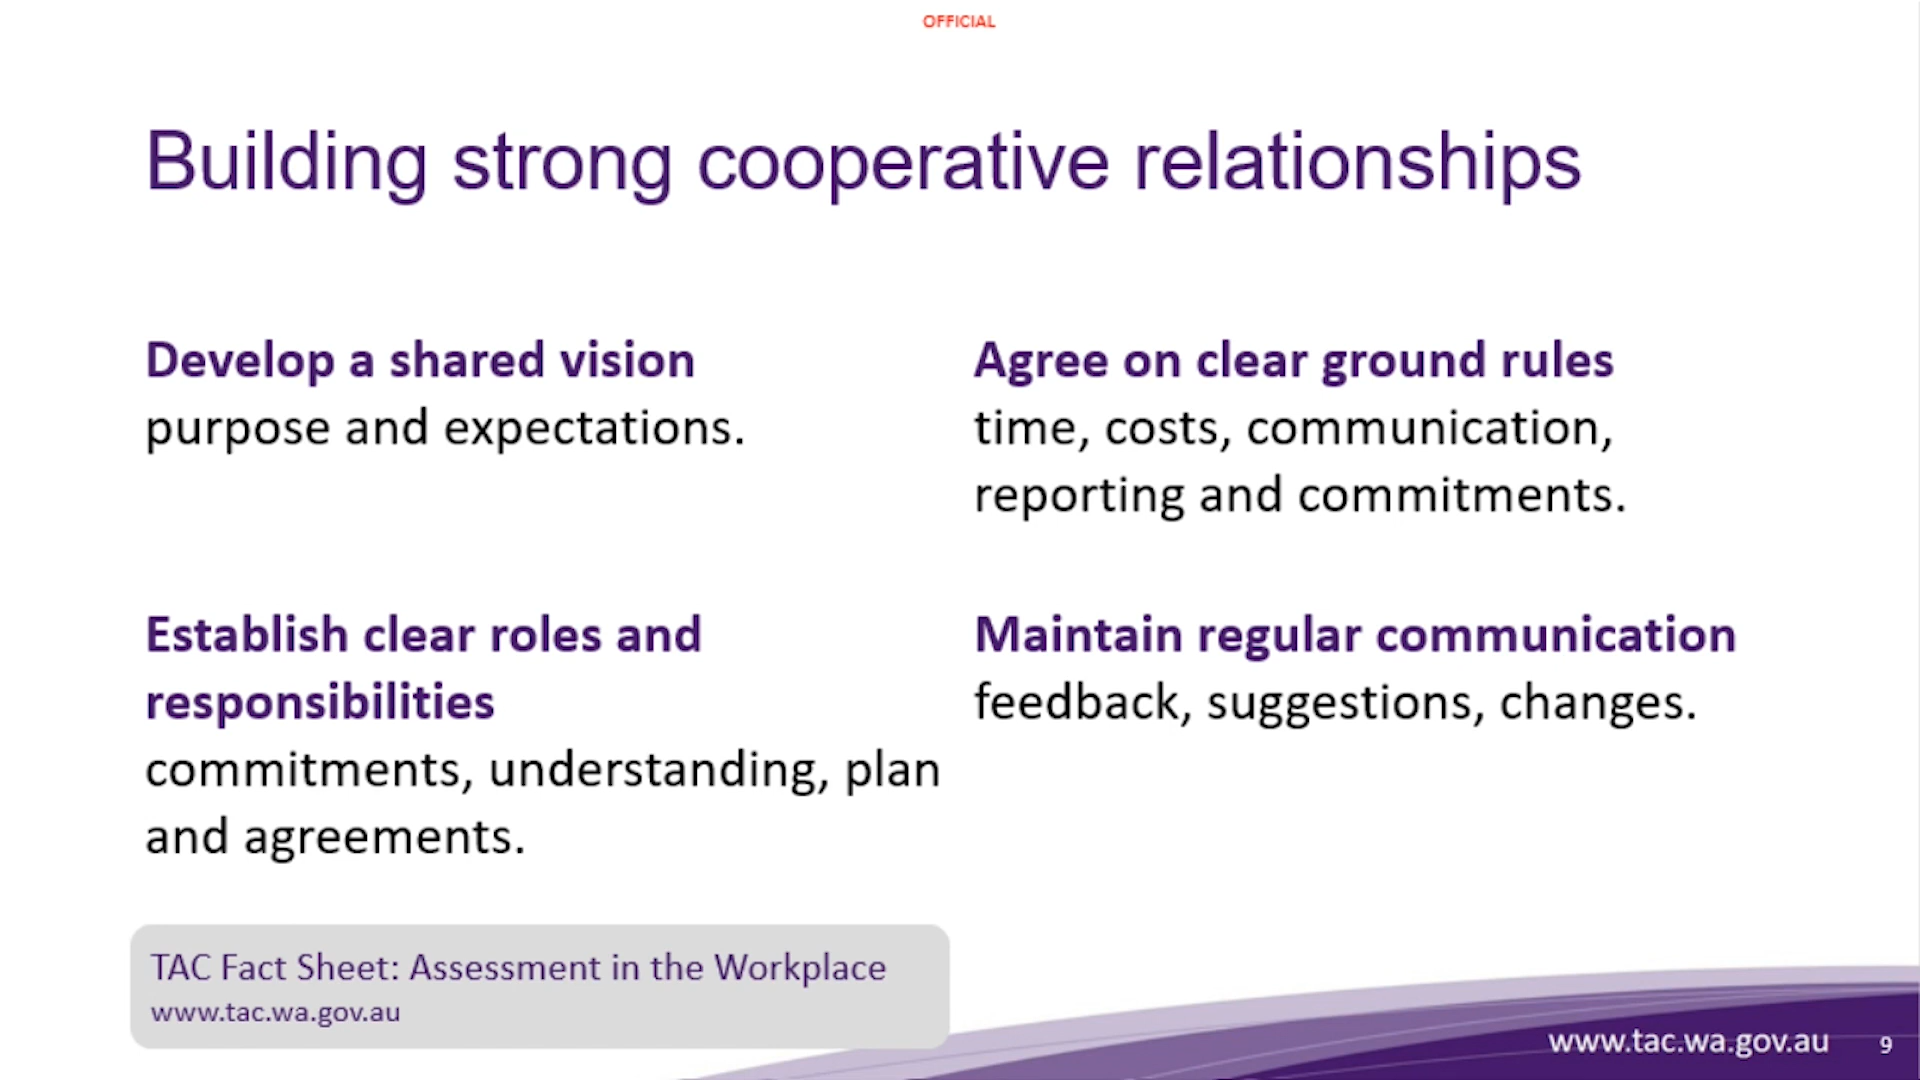 OFFICIAL
Building strong cooperative relationships
Develop a shared vision
purpose and expectations.
Agree on clear ground rules
time, costs, communication,
reporting and commitments.
Establish clear roles and
responsibilities
commitments, understanding, plan
and agreements.
Maintain regular communication
feedback, suggestions, changes.
TAC Fact Sheet: Assessment in the Workplace
www.tac.wa.gov.au
www.tac.wa.gov.au
9